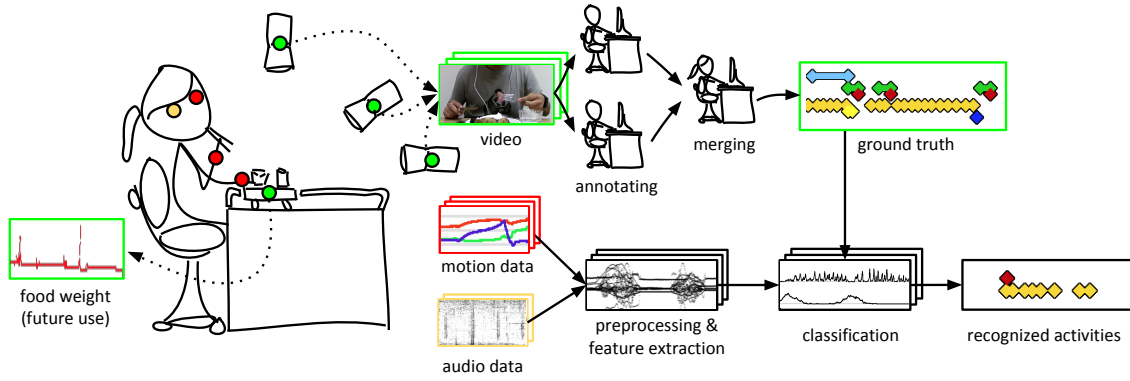 video
annotating
merging
ground truth
motion data
audio data
food weight
(future use)
preprocessing &
feature extraction
classification
recognized activities